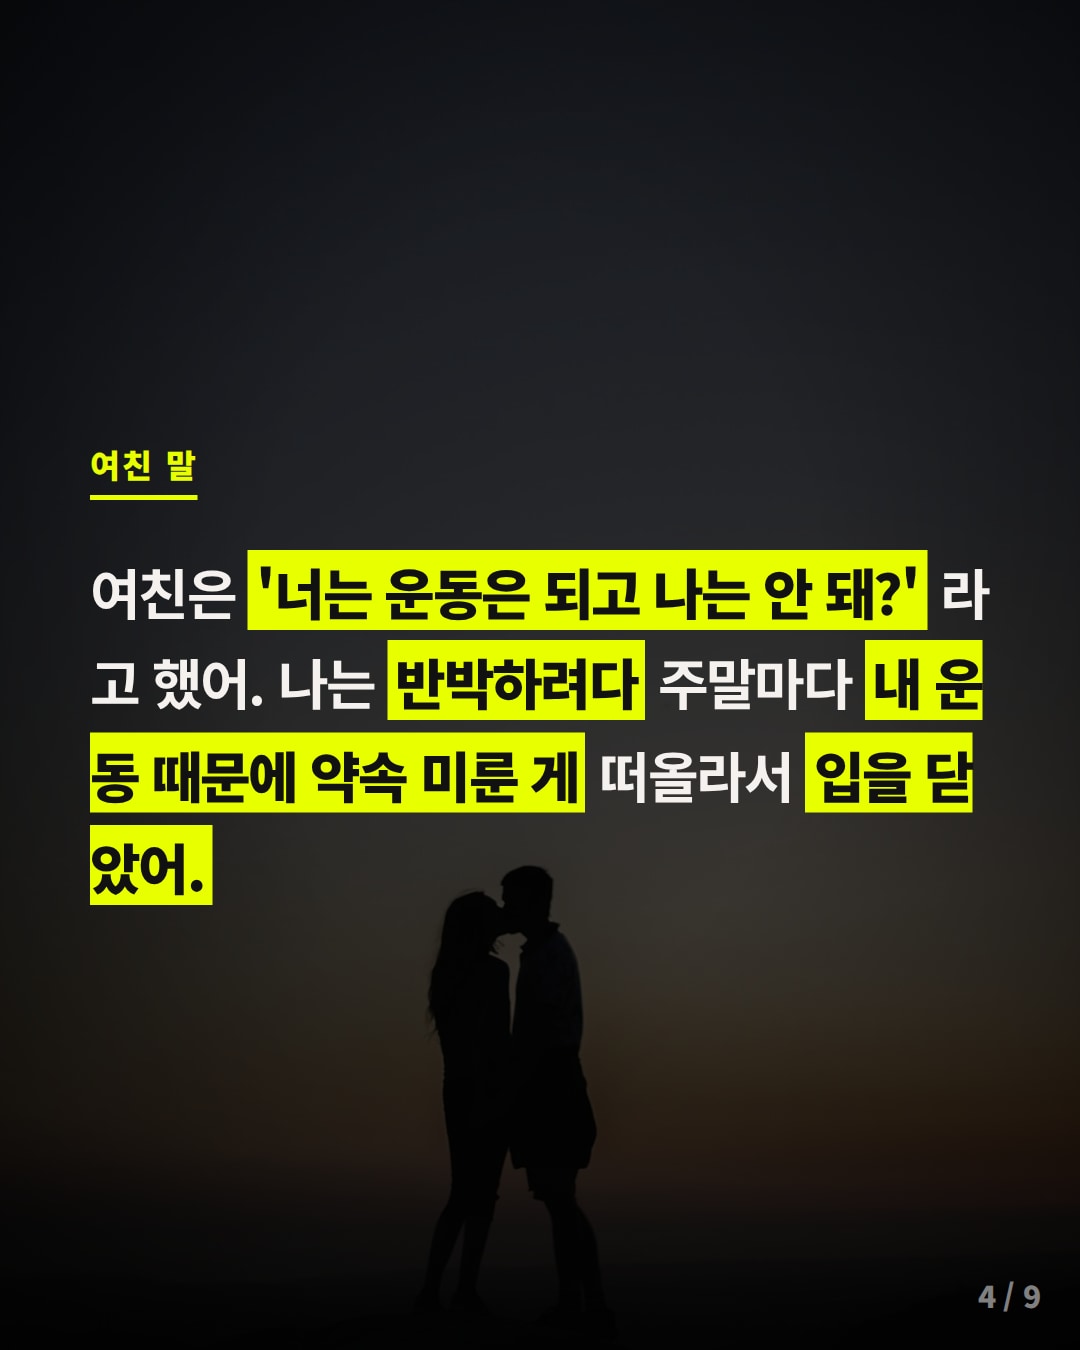 여친 말
여친은 '너는 운동은 되고 나는 안 돼?' 라
고 했어. 나는 반박하려다 주말마다 내 운
동 때문에 약속 미룬 게 떠올라서 입을 닫
았어.
4 / 9